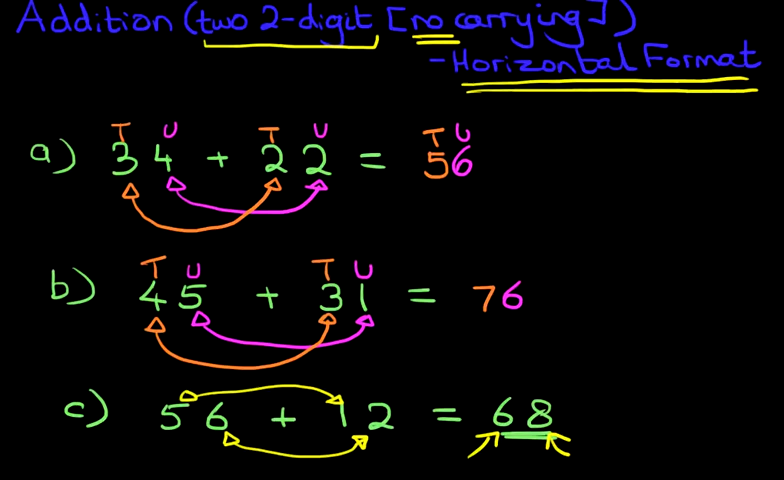 Addition (two 2-digit [no carrying])
- Horizontal Format
T U T U T U
a) 34 + 22 = 56
T U T U
b) 45 + 31 = 76
c) 56 + 12 = 68